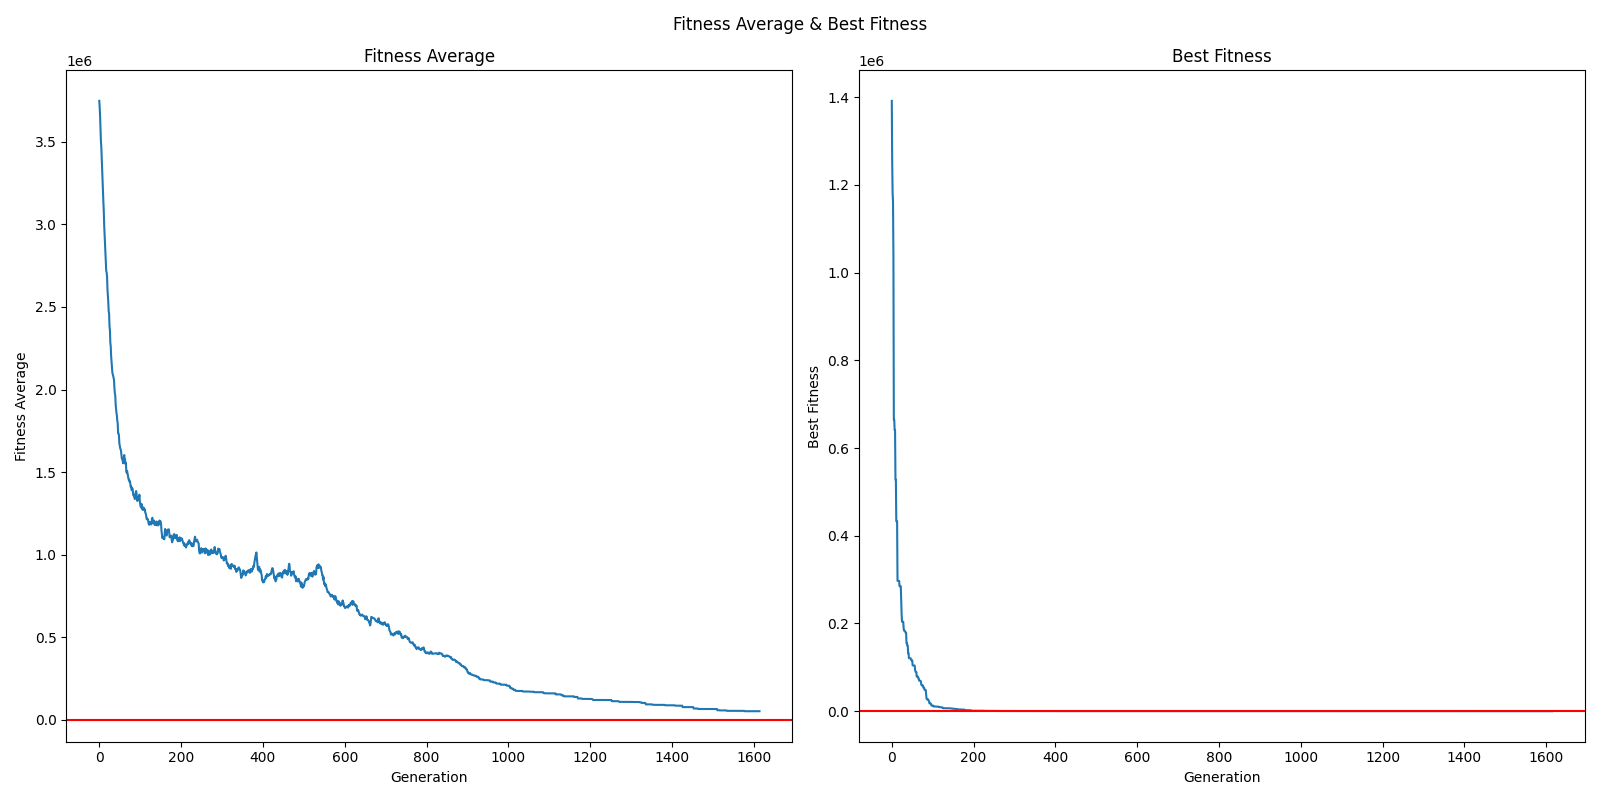 Fitness Average & Best Fitness
Fitness Average
1e6
3.5
3.0
2.5
2.0
1.5
1.0
0.5
0.0
Fitness Average
0 200 400 600 800 1000 1200 1400 1600
Generation
Best Fitness
1e6
1.4
1.2
1.0
0.8
0.6
0.4
0.2
0.0
Best Fitness
0 200 400 600 800 1000 1200 1400 1600
Generation